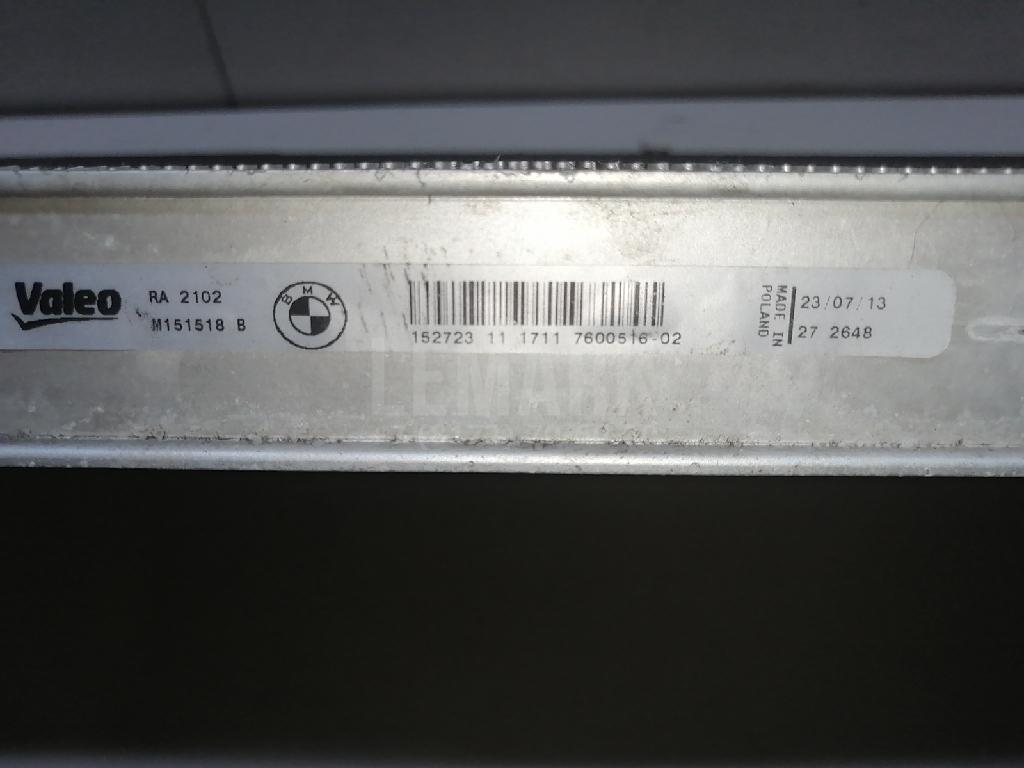 Valeo
RA 2102
M151518 B
BMW
152723 11 1711 7600516-02
MADE IN
POLAND
23/07/13
27 2648
LEMARK